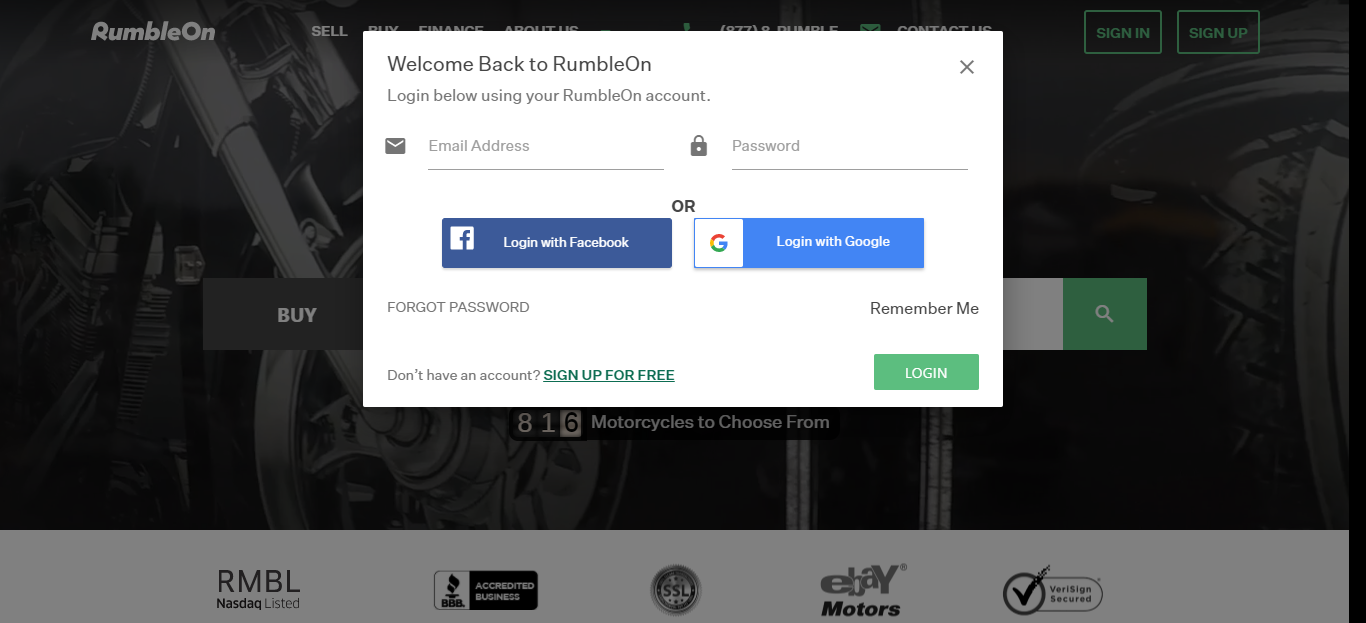 RumbleOn
SELL BUY FINANCE ABOUT US
(877) 8-RUMBLE
CONTACT US
SIGN IN
SIGN UP
Welcome Back to RumbleOn
Login below using your RumbleOn account.
Email Address
Password
OR
Login with Facebook
G Login with Google
BUY
FORGOT PASSWORD
Remember Me
Don't have an account? SIGN UP FOR FREE
LOGIN
816 Motorcycles to Choose From
RMBL
Nasdaq Listed
BBB.
ACCREDITED
BUSINESS
SSL
ebay®
Motors
VeriSign
Secured